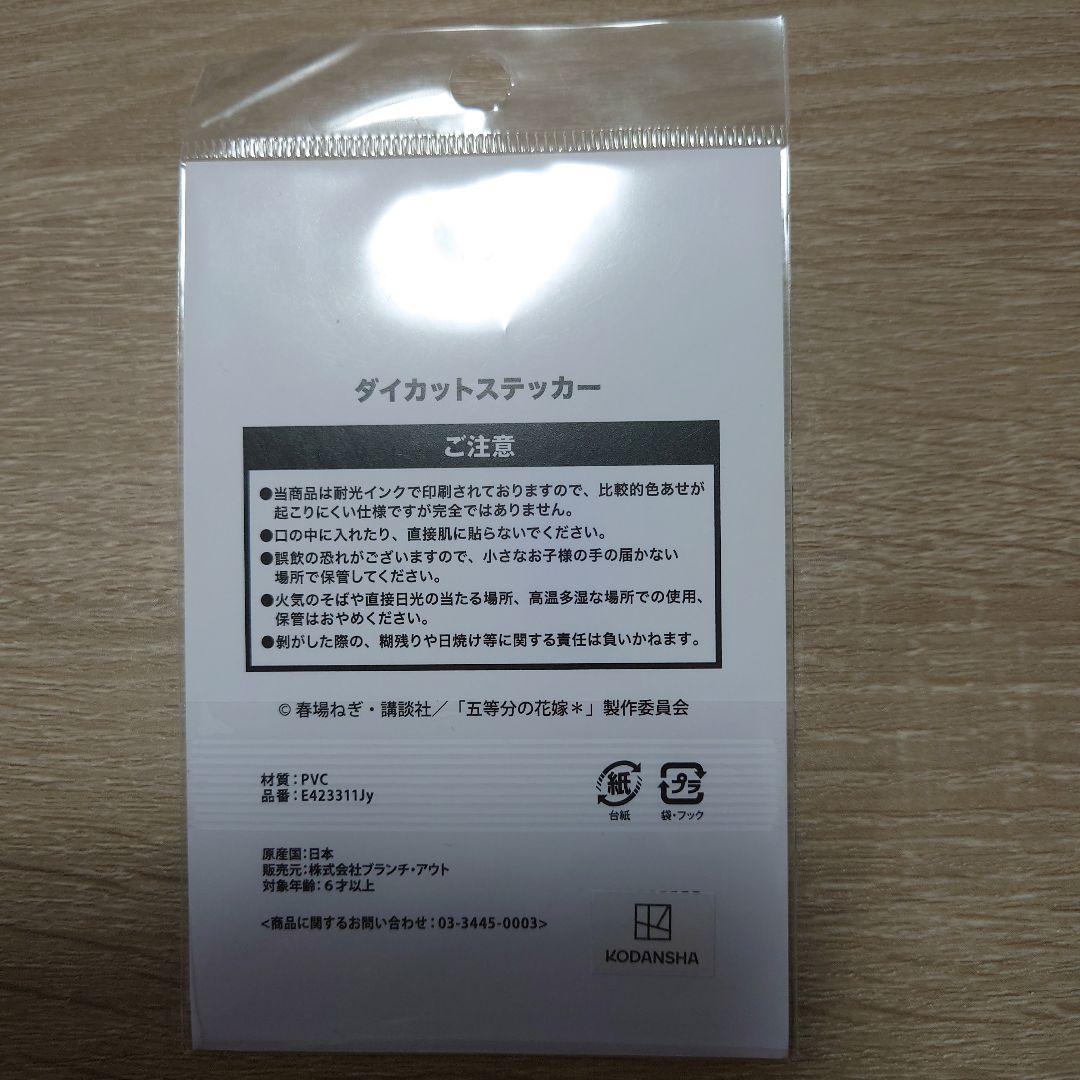 ダイカットステッカー
ご注意
●当商品は耐光インクで印刷されておりますので、比較的色あせが
起こりにくい仕様ですが完全ではありません。
●口の中に入れたり、直接肌に貼らないでください。
●誤飲の恐れがございますので、小さなお子様の手の届かない
場所で保管してください。
●火気のそばや直接日光の当たる場所、高温多湿な場所での使用、
保管はおやめください。
●剝がした際の、糊残りや日焼け等に関する責任は負いかねます。
© 春場ねぎ・講談社／「五等分の花嫁＊」製作委員会
材質：PVC
品番：E423311Jy
紙
台紙
プラ
袋・フック
原産国：日本
販売元：株式会社ブランチ・アウト
対象年齢：6才以上
<商品に関するお問い合わせ：03-3445-0003>
KODANSHA